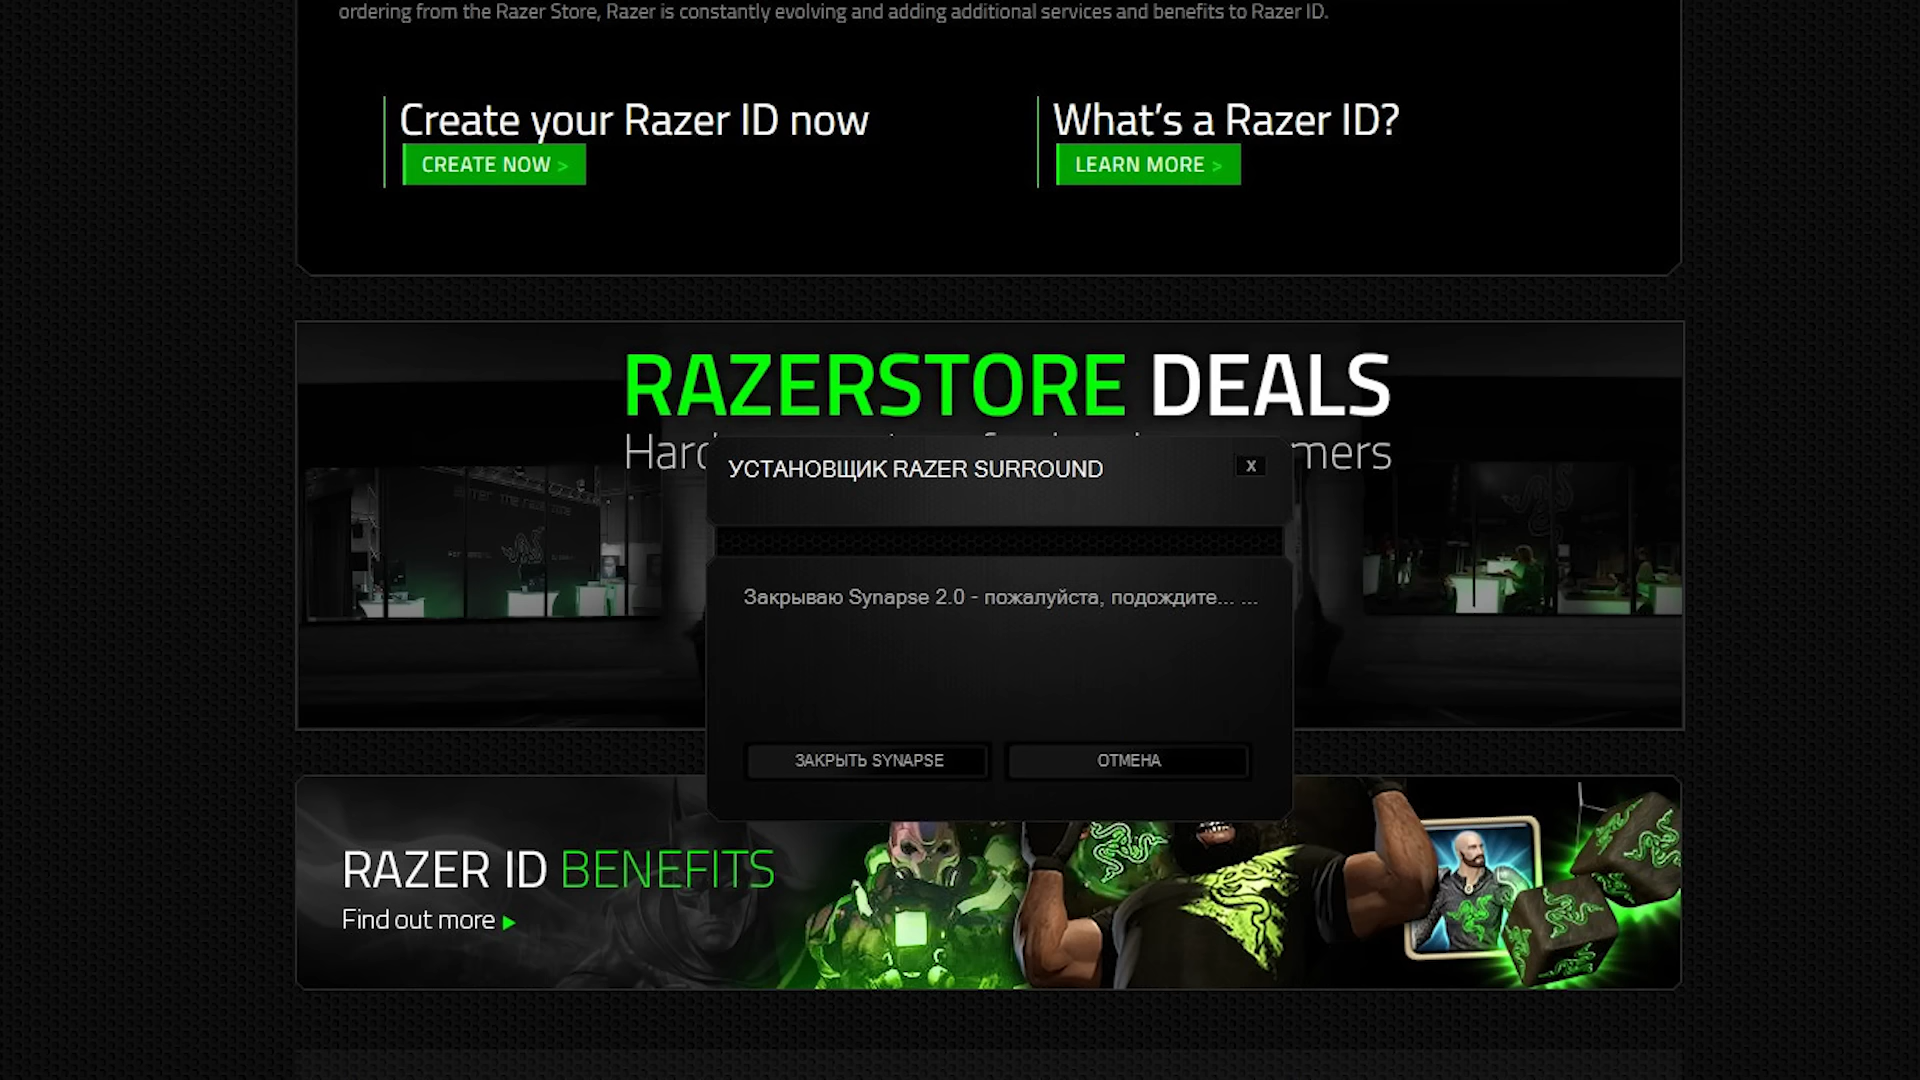 ordering from the Razer Store, Razer is constantly evolving and adding additional services and benefits to Razer ID.
Create your Razer ID now
CREATE NOW >
What's a Razer ID?
LEARN MORE >
RAZERSTORE DEALS
УСТАНОВЩИК RAZER SURROUND
X
Закрываю Synapse 2.0 - пожалуйста, подождите... ...
ЗАКРЫТЬ SYNAPSE
ОТМЕНА
RAZER ID BENEFITS
Find out more